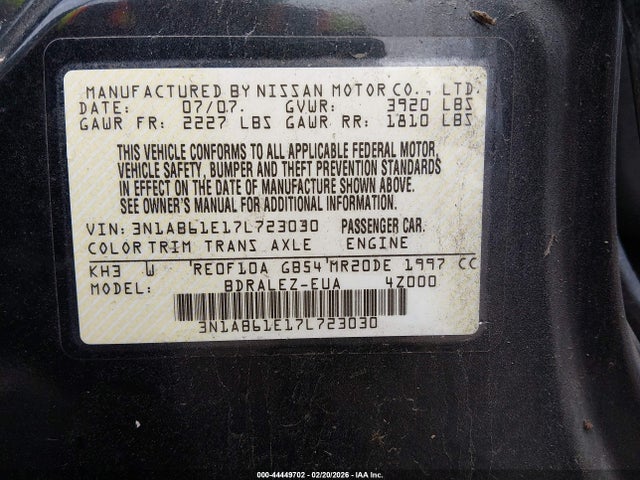 MANUFACTURED BY NISSAN MOTOR CO., LTD.
DATE: 07/07. GVWR: 3920 LBS
GAWR FR: 2227 LBS GAWR RR: 1810 LBS
THIS VEHICLE CONFORMS TO ALL APPLICABLE FEDERAL MOTOR
VEHICLE SAFETY, BUMPER AND THEFT PREVENTION STANDARDS
IN EFFECT ON THE DATE OF MANUFACTURE SHOWN ABOVE.
SEE OWNER'S MANUAL FOR ADDITIONAL INFORMATION.
VIN: 3N1AB61E17L723030 PASSENGER CAR.
COLOR TRIM TRANS AXLE ENGINE
KH3 W 'RE0F10A GB54'MR20DE 1997 CC
MODEL: BDRALEZ-EUA 4Z000
3N1AB61E17L723030
000-44449702 - 02/20/2026 - IAA Inc.